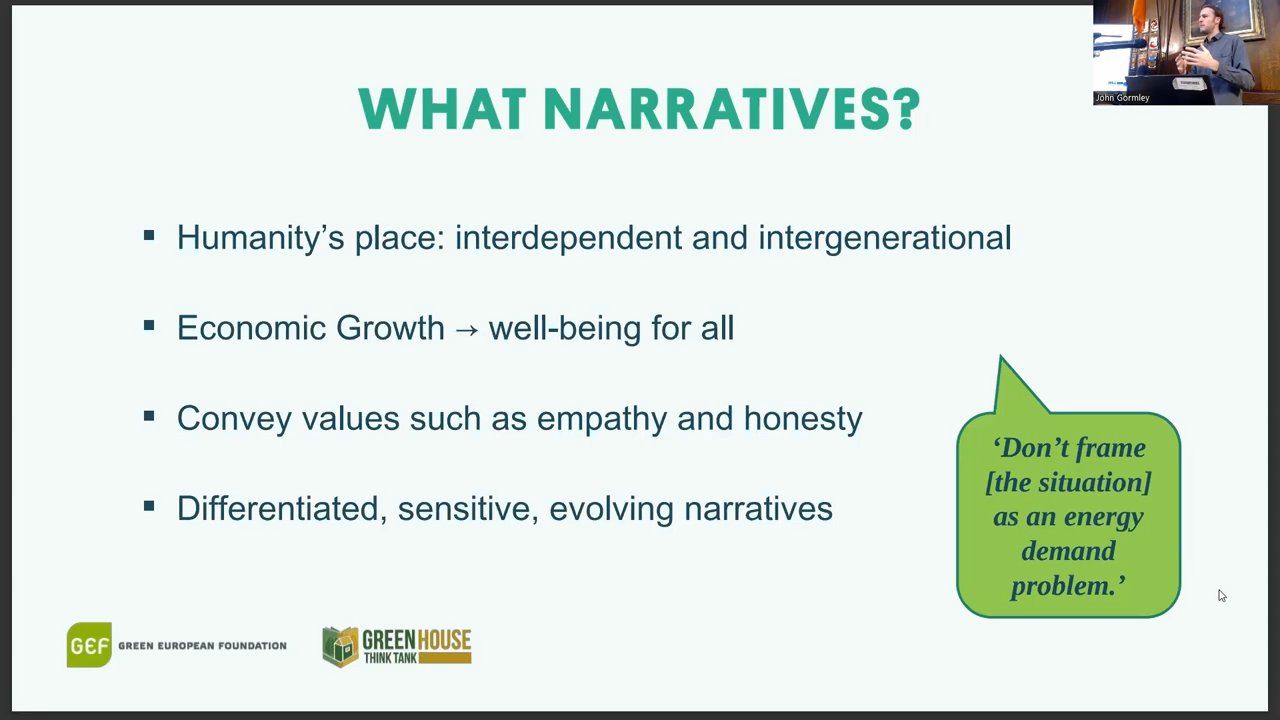 WHAT NARRATIVES?
John Gormley
▪ Humanity’s place: interdependent and intergenerational
▪ Economic Growth → well-being for all
▪ Convey values such as empathy and honesty
▪ Differentiated, sensitive, evolving narratives
‘Don’t frame
[the situation]
as an energy
demand
problem.’
GEF GREEN EUROPEAN FOUNDATION
GREEN HOUSE
THINK TANK